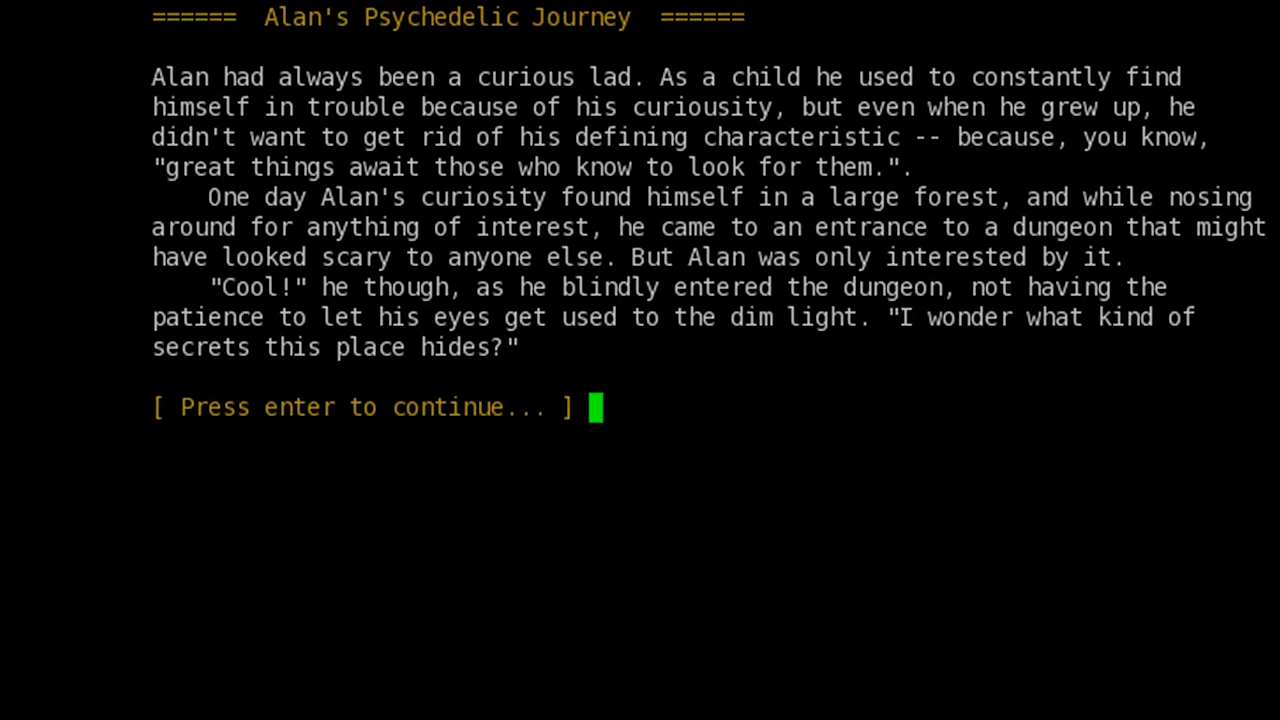 ======  Alan's Psychedelic Journey  ======
Alan had always been a curious lad. As a child he used to constantly find
himself in trouble because of his curiousity, but even when he grew up, he
didn't want to get rid of his defining characteristic -- because, you know,
"great things await those who know to look for them.".
One day Alan's curiosity found himself in a large forest, and while nosing
around for anything of interest, he came to an entrance to a dungeon that might
have looked scary to anyone else. But Alan was only interested by it.
"Cool!" he though, as he blindly entered the dungeon, not having the
patience to let his eyes get used to the dim light. "I wonder what kind of
secrets this place hides?"
[ Press enter to continue... ]